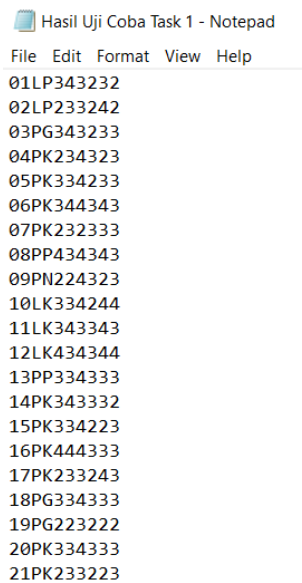 Hasil Uji Coba Task 1 - Notepad
File Edit Format View Help
01LP343232
02LP233242
03PG343233
04PK234323
05PK334233
06PK344343
07PK232333
08PP434343
09PN224323
10LK334244
11LK343343
12LK434344
13PP334333
14PK343332
15PK334223
16PK444333
17PK233243
18PG334333
19PG223222
20PK334333
21PK233223